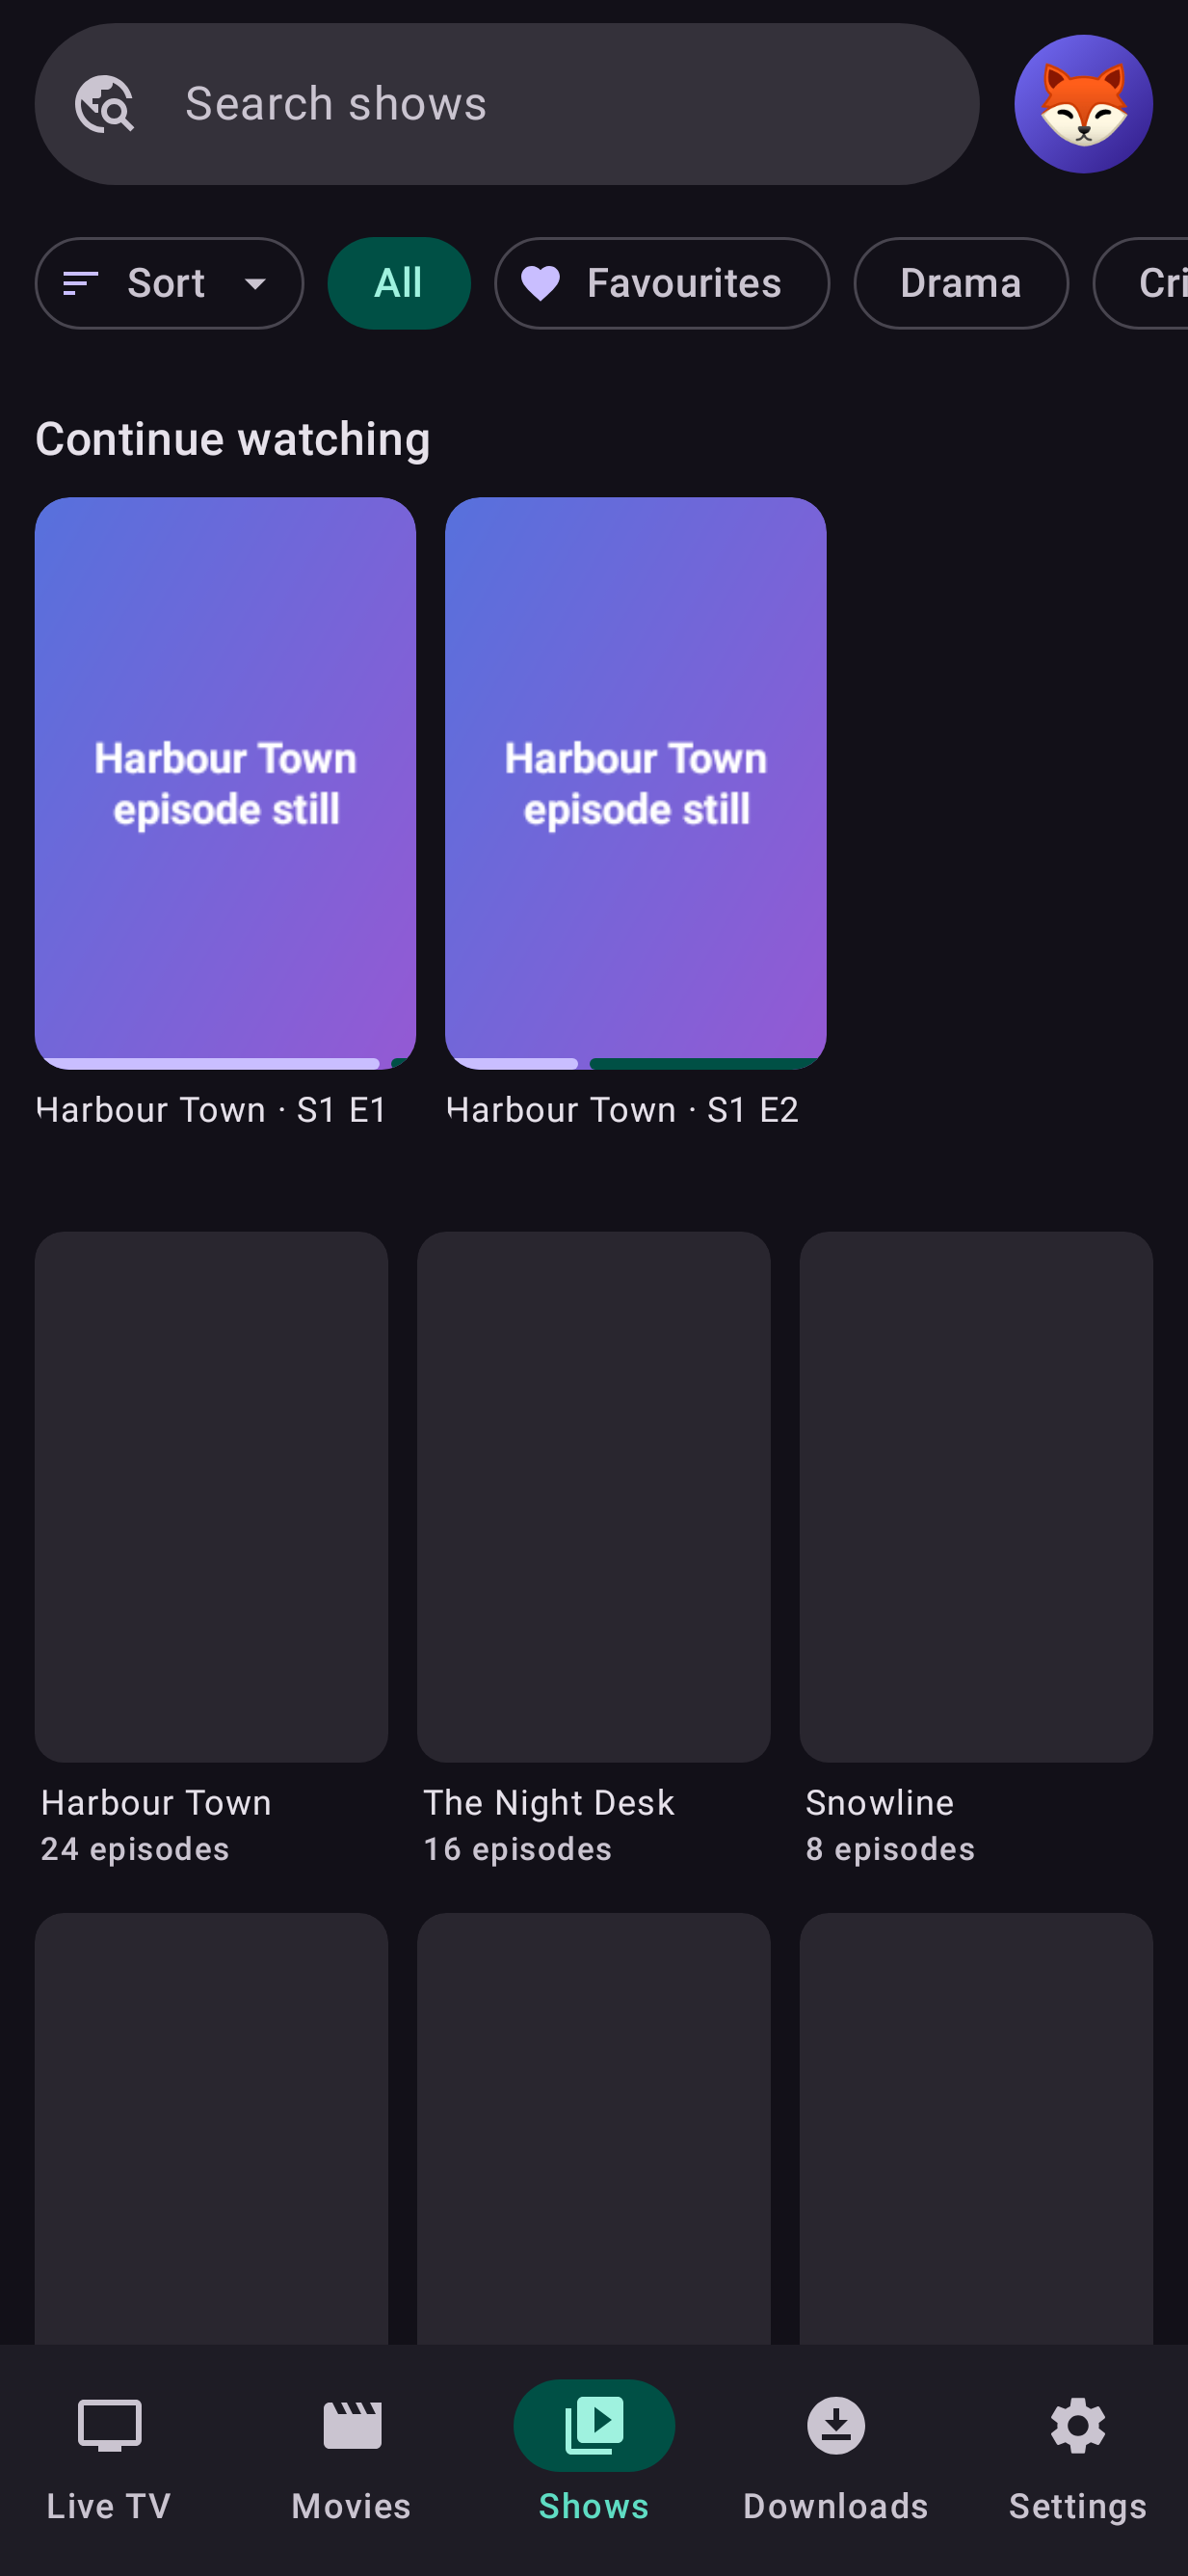 Search shows
Sort
All
Favourites
Drama
Cri
Continue watching
Harbour Town
episode still
Harbour Town
episode still
Harbour Town · S1 E1
Harbour Town · S1 E2
Harbour Town
24 episodes
The Night Desk
16 episodes
Snowline
8 episodes
Live TV
Movies
Shows
Downloads
Settings